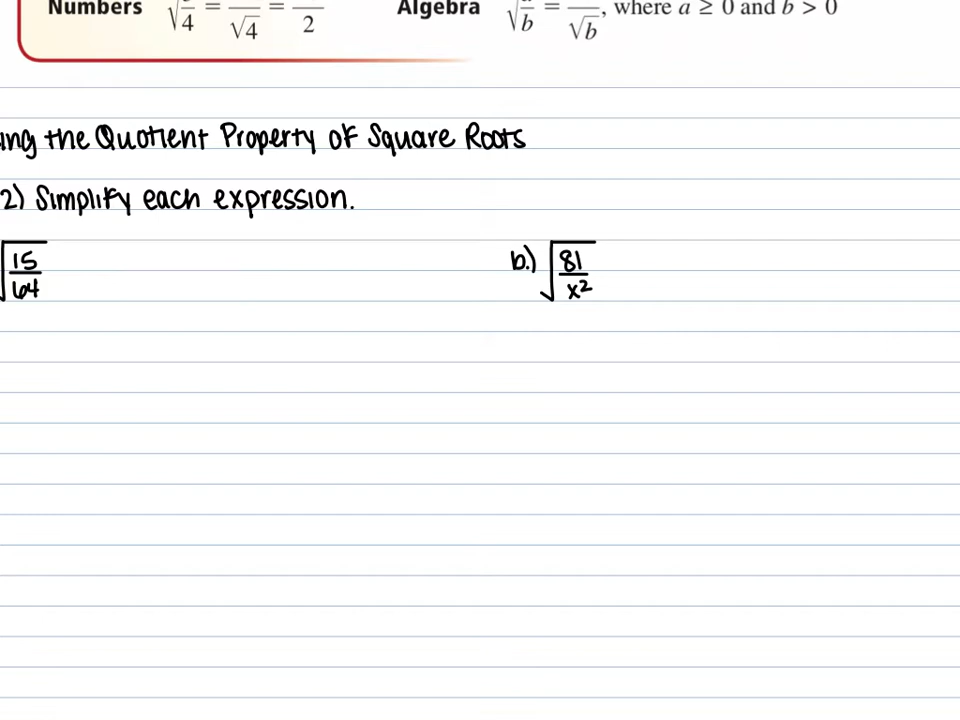 Numbers √4 = √4 = 2 Algebra √b = √b, where a ≥ 0 and b > 0
the Quotient Property of Square Roots
2) Simplify each expression.
√15/64 b.) √81/x²